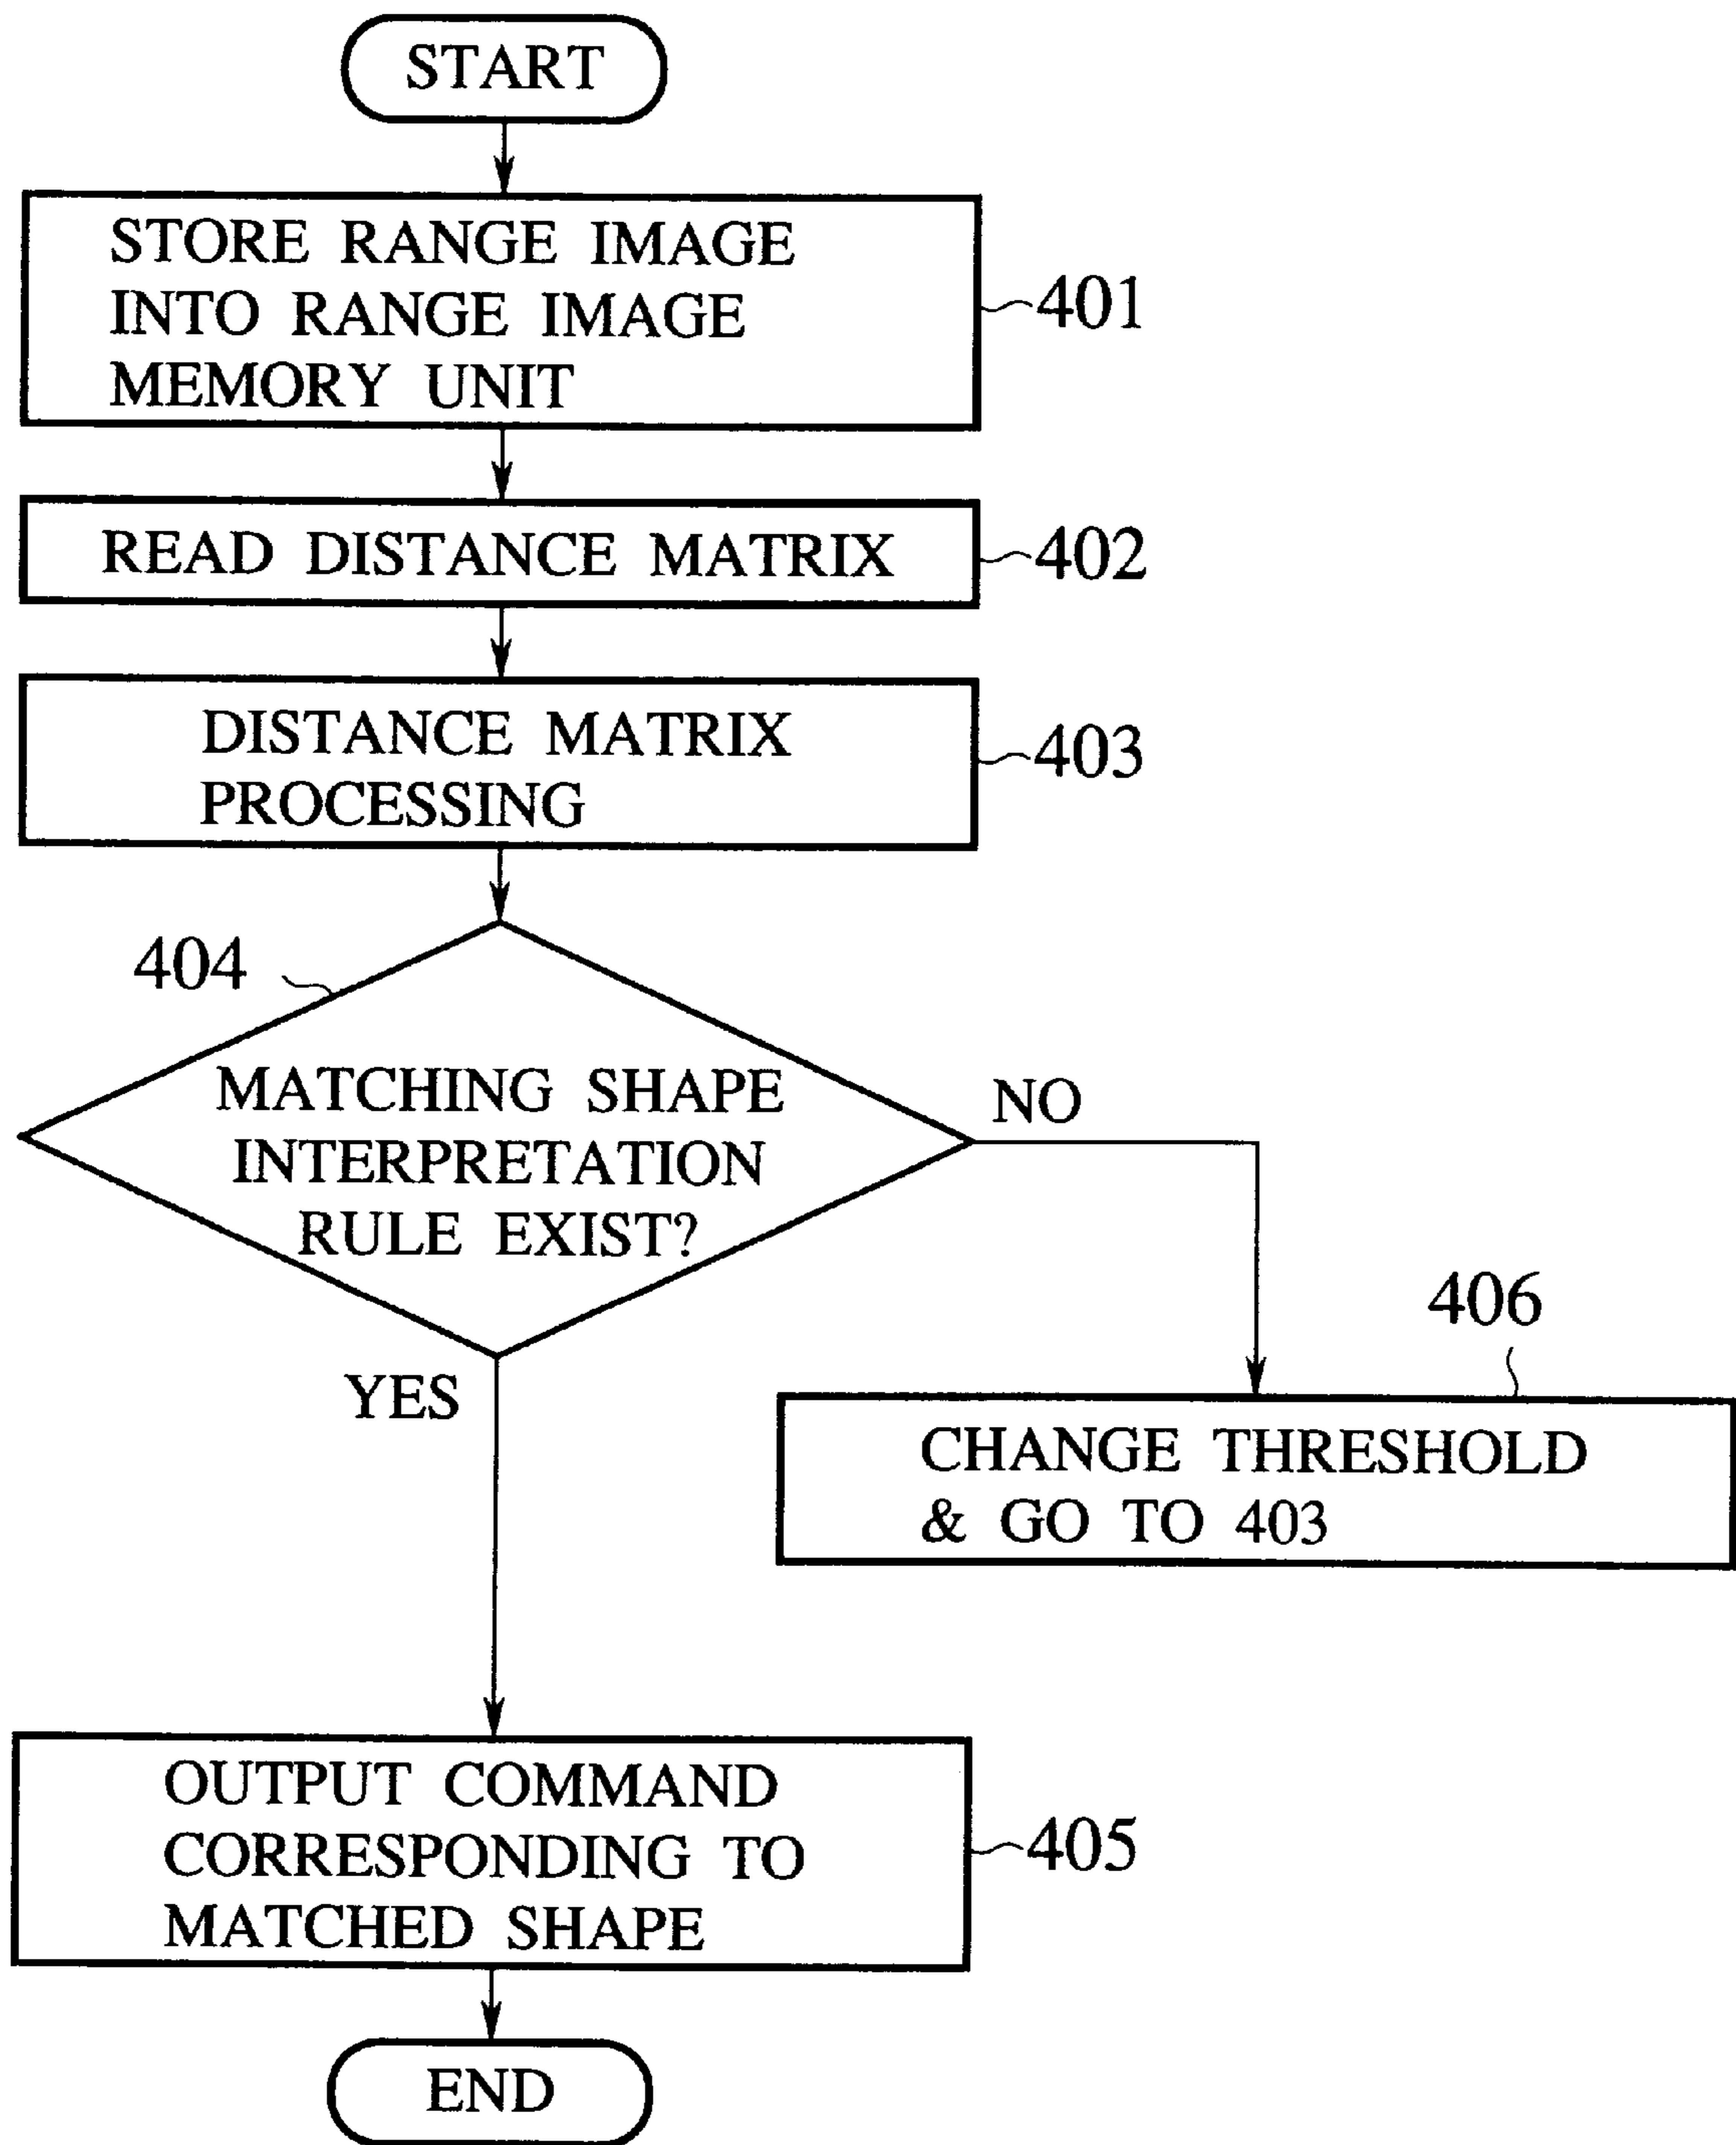 START
STORE RANGE IMAGE
INTO RANGE IMAGE
MEMORY UNIT
401
READ DISTANCE MATRIX
402
DISTANCE MATRIX
PROCESSING
403
404
MATCHING SHAPE
INTERPRETATION
RULE EXIST?
NO
YES
406
CHANGE THRESHOLD
& GO TO 403
OUTPUT COMMAND
CORRESPONDING TO
MATCHED SHAPE
405
END